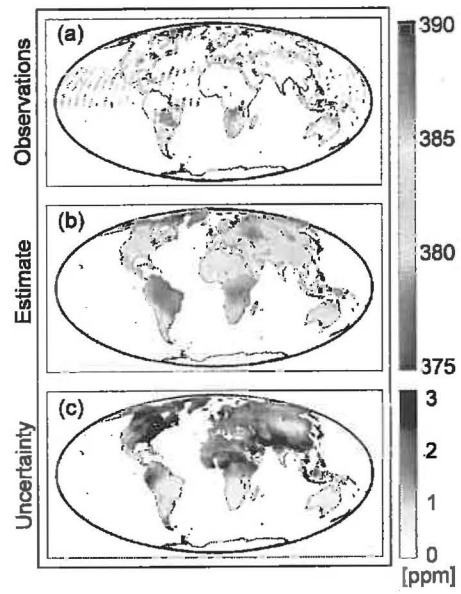 (a)
Observations
390
385
380
375
(b)
Estimate
(c)
Uncertainty
3
2
1
0
[ppm]